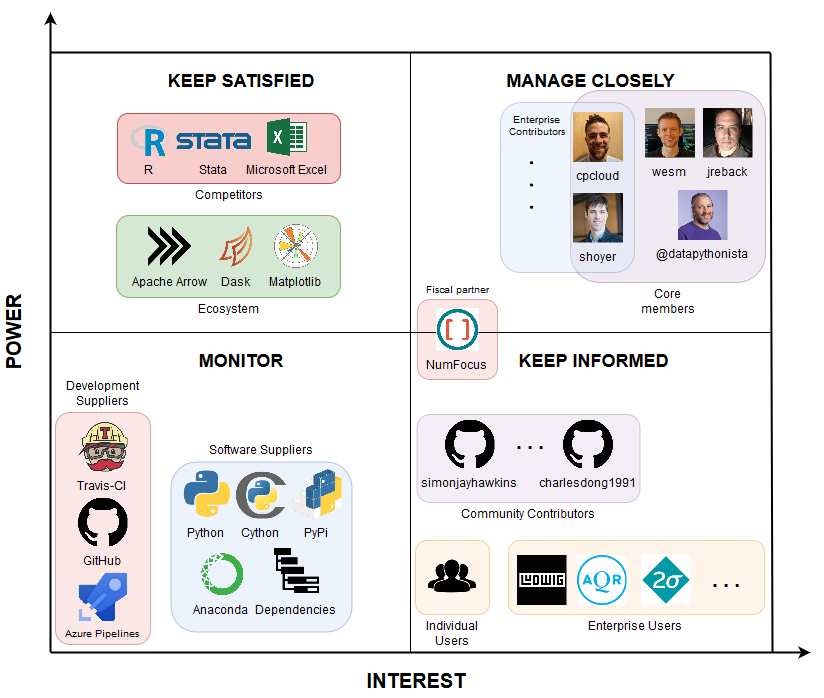 KEEP SATISFIED
MANAGE CLOSELY
R
STATA
X
R
Stata
Microsoft Excel
Competitors
Apache Arrow
Dask
Matplotlib
Ecosystem
Enterprise
Contributors
cpcloud
wesm
jreback
shoyer
@datapythonista
Core
members
Fiscal partner
NumFocus
POWER
MONITOR
KEEP INFORMED
Development
Suppliers
T
Travis-CI
GitHub
Azure Pipelines
Software Suppliers
Python
Cython
PyPi
Anaconda
Dependencies
simonjayhawkins
...
charlesdong1991
Community Contributors
Individual
Users
LUDWIG
AQR
2σ
...
Enterprise Users
INTEREST